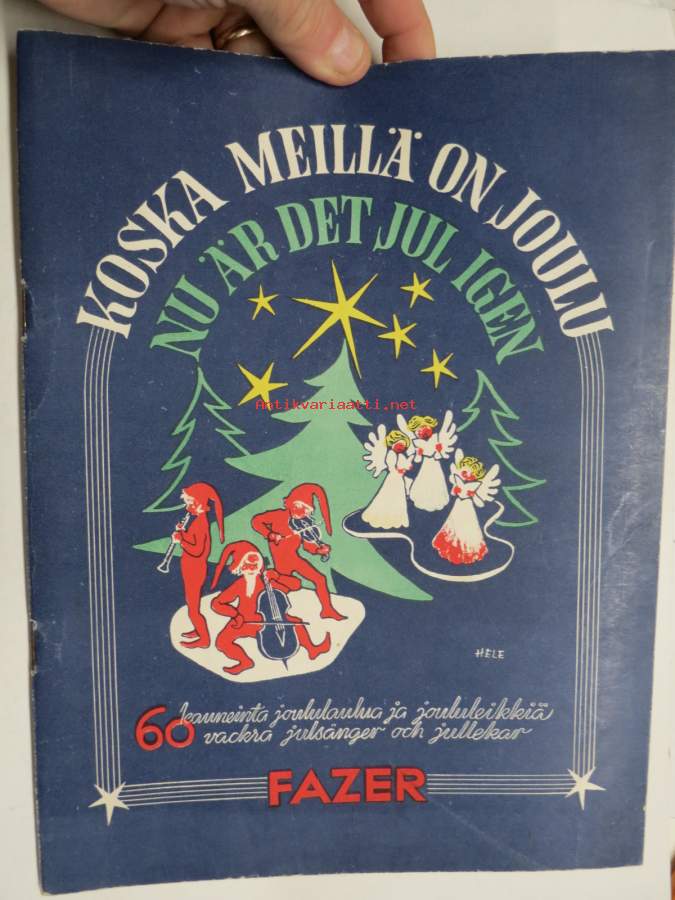 KOSKA MEILLÄ ON JOULU
NU ÄR DET JUL IGEN
Antikvariaatti.net
HELE
60 kauneinta joululaulua ja joululeikkiä
vackra julsånger och jullekar
FAZER